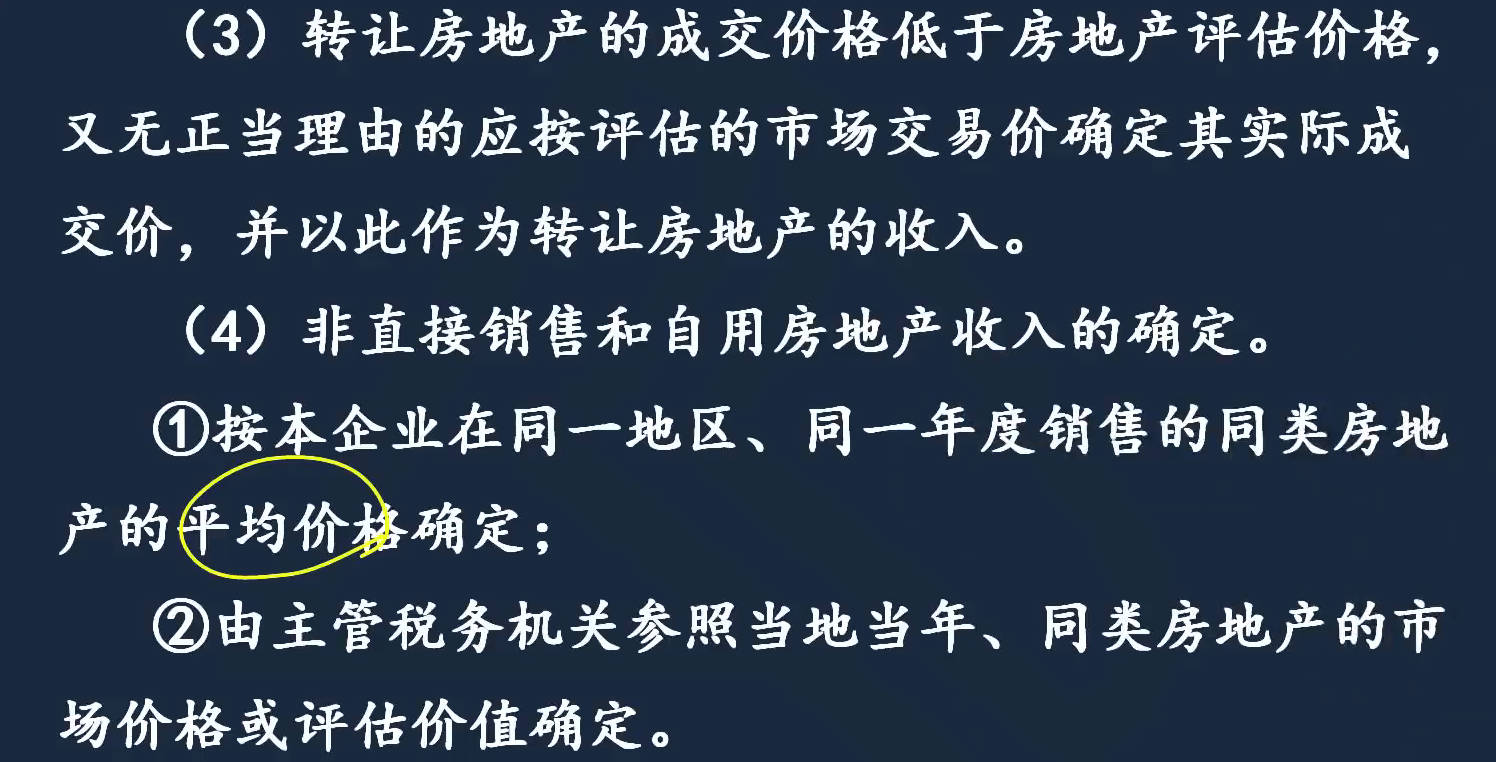 （3）转让房地产的成交价格低于房地产评估价格，
又无正当理由的应按评估的市场交易价确定其实际成
交价，并以此作为转让房地产的收入。
（4）非直接销售和自用房地产收入的确定。
①按本企业在同一地区、同一年度销售的同类房地
产的平均价格确定；
②由主管税务机关参照当地当年、同类房地产的市
场价格或评估价值确定。